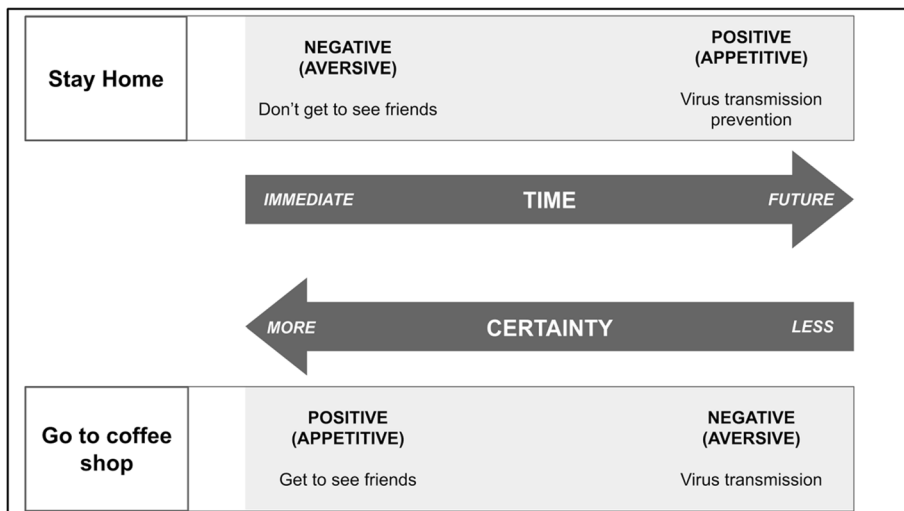 Stay Home
NEGATIVE
(AVERSIVE)
Don’t get to see friends
POSITIVE
(APPETITIVE)
Virus transmission
prevention
IMMEDIATE TIME FUTURE
MORE CERTAINTY LESS
Go to coffee
shop
POSITIVE
(APPETITIVE)
Get to see friends
NEGATIVE
(AVERSIVE)
Virus transmission